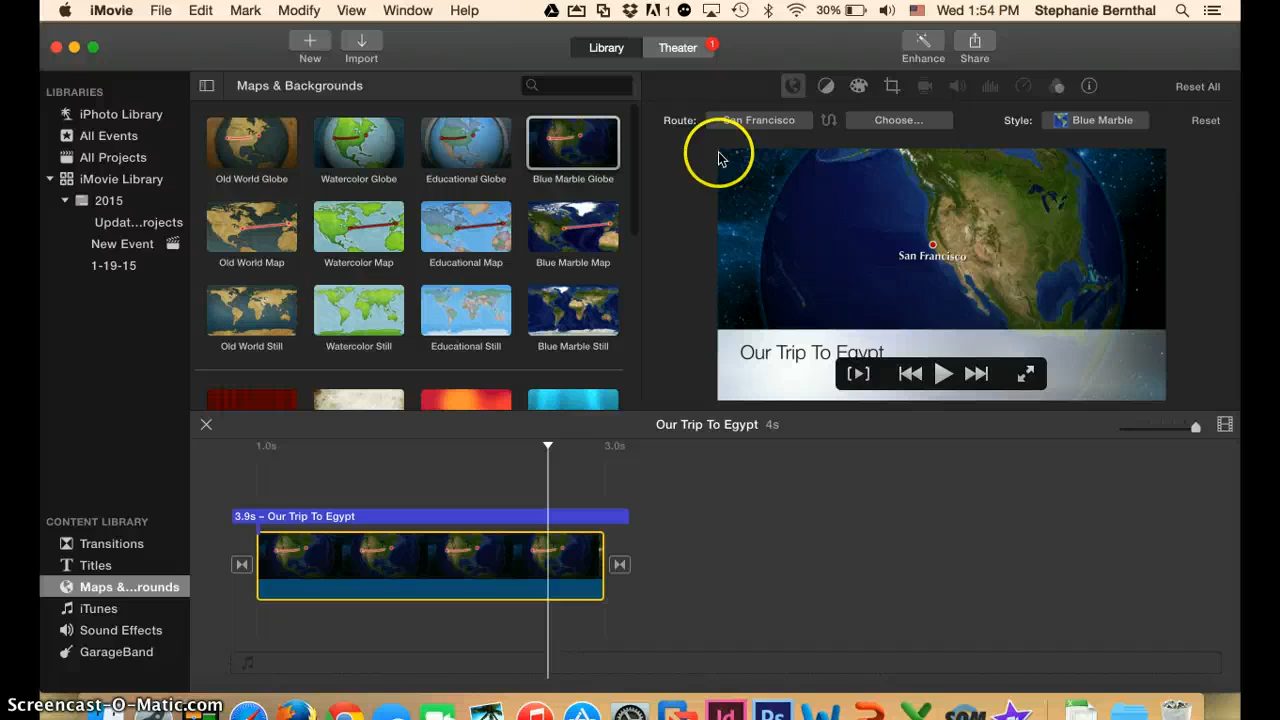 iMovie File Edit Mark Modify View Window Help 1 30% Wed 1:54 PM Stephanie Bernthal
New Import Library Theater 1 Enhance Share
LIBRARIES
iPhoto Library
All Events
All Projects
iMovie Library
2015
Updat...rojects
New Event
1-19-15
Maps & Backgrounds
Old World Globe Watercolor Globe Educational Globe Blue Marble Globe
Old World Map Watercolor Map Educational Map Blue Marble Map
Old World Still Watercolor Still Educational Still Blue Marble Still
Reset All
Route: San Francisco Choose... Style: Blue Marble Reset
San Francisco
Our Trip To Egypt
Our Trip To Egypt 4s
1.0s 3.0s
3.9s – Our Trip To Egypt
CONTENT LIBRARY
Transitions
T Titles
Maps &...rounds
iTunes
Sound Effects
GarageBand
Screencast-O-Matic.com
Id Ps W X SOM